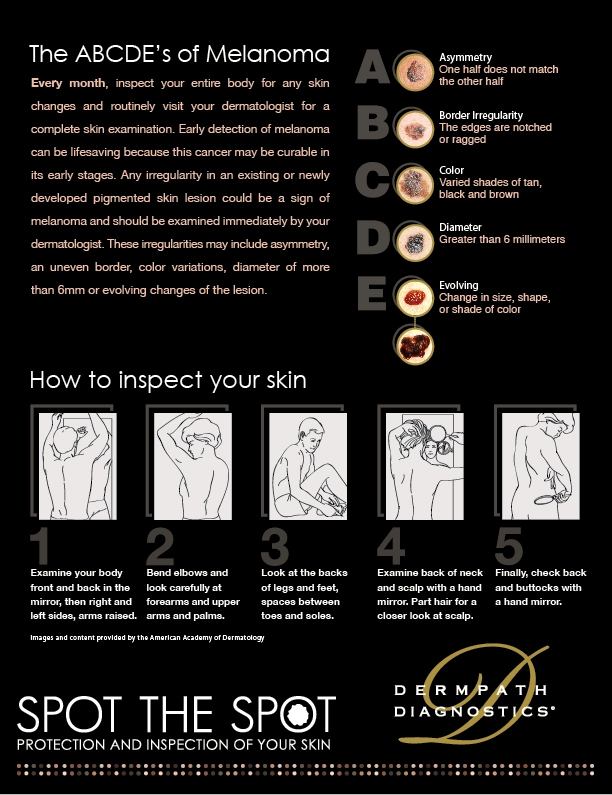 The ABCDE's of Melanoma
Every month, inspect your entire body for any skin
changes and routinely visit your dermatologist for a
complete skin examination. Early detection of melanoma
can be lifesaving because this cancer may be curable in
its early stages. Any irregularity in an existing or newly
developed pigmented skin lesion could be a sign of
melanoma and should be examined immediately by your
dermatologist. These irregularities may include asymmetry,
an uneven border, color variations, diameter of more
than 6mm or evolving changes of the lesion.
A
Asymmetry
One half does not match
the other half
B
Border Irregularity
The edges are notched
or ragged
C
Color
Varied shades of tan,
black and brown
D
Diameter
Greater than 6 millimeters
E
Evolving
Change in size, shape,
or shade of color
How to inspect your skin
1
Examine your body
front and back in the
mirror, then right and
left sides, arms raised.
2
Bend elbows and
look carefully at
forearms and upper
arms and palms.
3
Look at the backs
of legs and feet,
spaces between
toes and soles.
4
Examine back of neck
and scalp with a hand
mirror. Part hair for a
closer look at scalp.
5
Finally, check back
and buttocks with
a hand mirror.
Images and content provided by the American Academy of Dermatology
SPOT THE SPOT
PROTECTION AND INSPECTION OF YOUR SKIN
D
DERMPATH
DIAGNOSTICS®